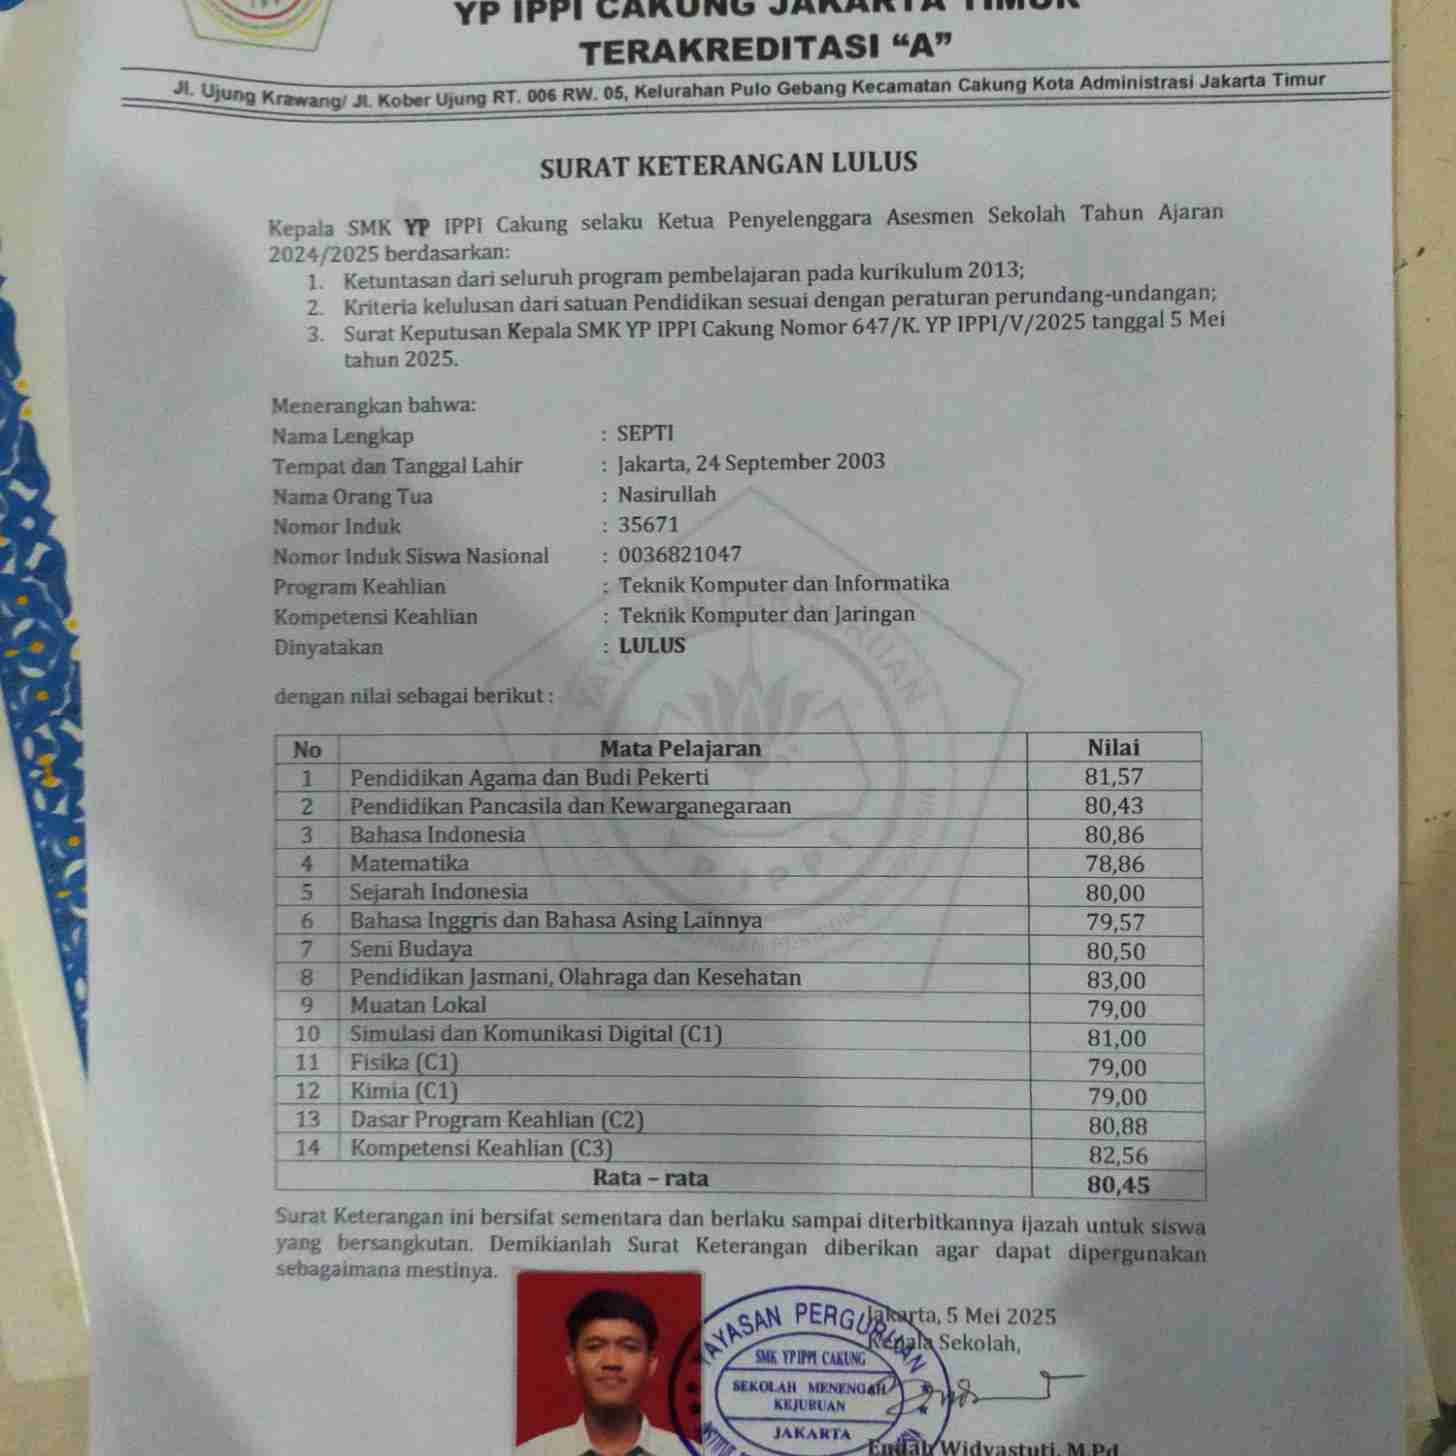 YP IPPI CAKUNG JAKARTA TIMUR
TERAKREDITASI “A”
Jl. Ujung Krawang/ Jl. Kober Ujung RT. 006 RW. 05, Kelurahan Pulo Gebang Kecamatan Cakung Kota Administrasi Jakarta Timur
SURAT KETERANGAN LULUS
Kepala SMK YP IPPI Cakung selaku Ketua Penyelenggara Asesmen Sekolah Tahun Ajaran
2024/2025 berdasarkan:
1. Ketuntasan dari seluruh program pembelajaran pada kurikulum 2013;
2. Kriteria kelulusan dari satuan Pendidikan sesuai dengan peraturan perundang-undangan;
3. Surat Keputusan Kepala SMK YP IPPI Cakung Nomor 647/K. YP IPPI/V/2025 tanggal 5 Mei
tahun 2025.
Menerangkan bahwa:
Nama Lengkap : SEPTI
Tempat dan Tanggal Lahir : Jakarta, 24 September 2003
Nama Orang Tua : Nasirullah
Nomor Induk : 35671
Nomor Induk Siswa Nasional : 0036821047
Program Keahlian : Teknik Komputer dan Informatika
Kompetensi Keahlian : Teknik Komputer dan Jaringan
Dinyatakan : LULUS
dengan nilai sebagai berikut :
No Mata Pelajaran Nilai
1 Pendidikan Agama dan Budi Pekerti 81,57
2 Pendidikan Pancasila dan Kewarganegaraan 80,43
3 Bahasa Indonesia 80,86
4 Matematika 78,86
5 Sejarah Indonesia 80,00
6 Bahasa Inggris dan Bahasa Asing Lainnya 79,57
7 Seni Budaya 80,50
8 Pendidikan Jasmani, Olahraga dan Kesehatan 83,00
9 Muatan Lokal 79,00
10 Simulasi dan Komunikasi Digital (C1) 81,00
11 Fisika (C1) 79,00
12 Kimia (C1) 79,00
13 Dasar Program Keahlian (C2) 80,88
14 Kompetensi Keahlian (C3) 82,56
Rata – rata 80,45
Surat Keterangan ini bersifat sementara dan berlaku sampai diterbitkannya ijazah untuk siswa
yang bersangkutan. Demikianlah Surat Keterangan diberikan agar dapat dipergunakan
sebagaimana mestinya.
Jakarta, 5 Mei 2025
Kepala Sekolah,
YAYASAN PERGURUAN
SMK YP IPPI CAKUNG
SEKOLAH MENENGAH
KEJURUAN
JAKARTA
Endah Widyastuti, M.Pd